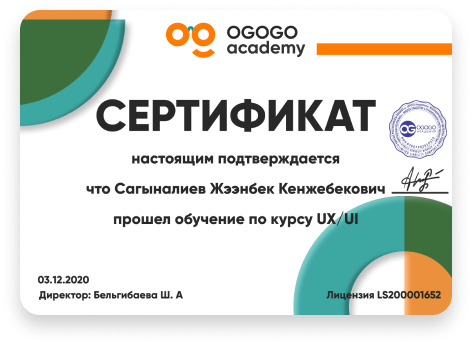 OGOGO
academy
СЕРТИФИКАТ
OGOGO
настоящим подтверждается
что Сагыналиев Жээнбек Кенжебекович
прошел обучение по курсу UX/UI
03.12.2020
Директор: Бельгибаева Ш. А
Лицензия LS200001652